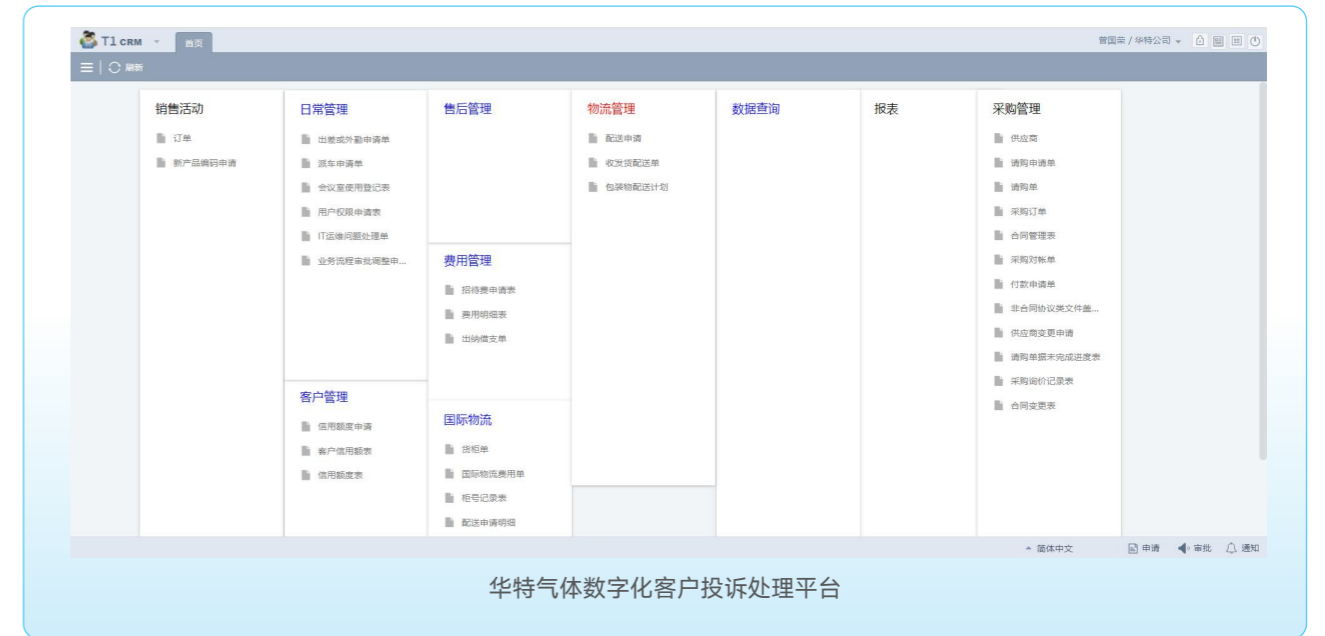 T1 CRM
首页
曾国荣 / 华特公司
刷新
销售活动
订单
新产品编码申请
日常管理
出差或外勤申请单
派车申请单
会议室使用登记表
用户权限申请表
IT运维问题处理单
业务流程审批调整申...
客户管理
信用额度申请
客户信用额表
信用额度表
售后管理
费用管理
招待费申请表
费用明细表
出纳借支单
国际物流
货柜单
国际物流费用单
柜号记录表
配送申请明细
物流管理
配送申请
收发货配送单
包装物配送计划
数据查询
报表
采购管理
供应商
请购申请单
请购单
采购订单
合同管理表
采购对帐单
付款申请单
非合同协议类文件盖...
供应商变更申请
请购单据未完成进度表
采购询价记录表
合同变更表
简体中文
申请
审批
通知
华特气体数字化客户投诉处理平台